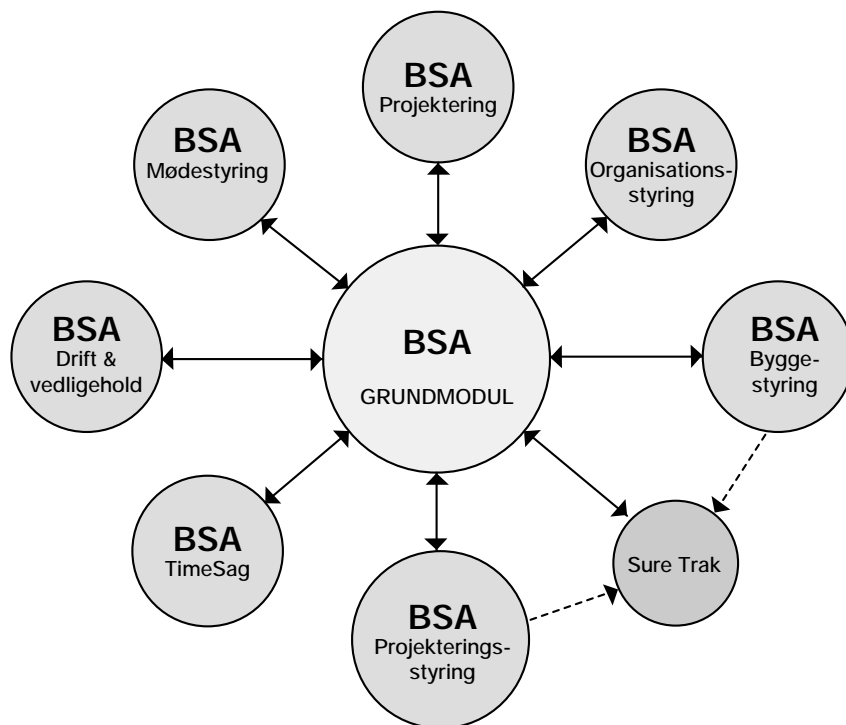 BSA
Projektering
BSA
Mødestyring
BSA
Organisations-
styring
BSA
Drift &
vedligehold
BSA
GRUNDMODUL
BSA
Bygge-
styring
BSA
TimeSag
Sure Trak
BSA
Projekterings-
styring